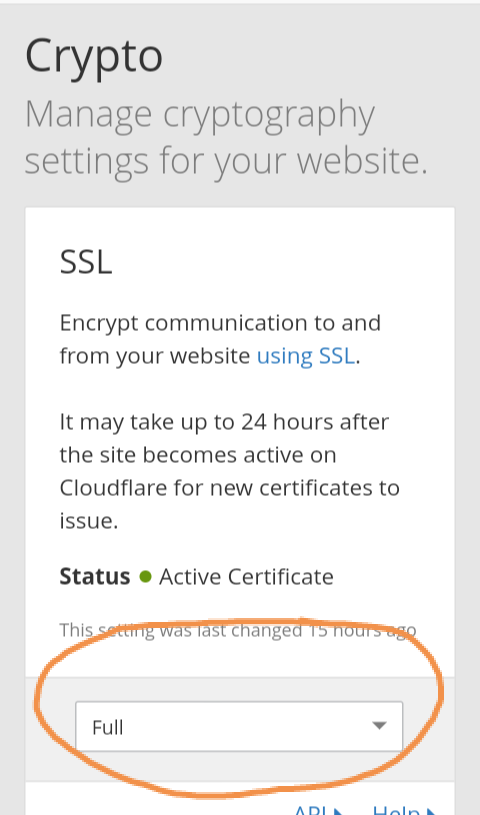 Crypto
Manage cryptography
settings for your website.
SSL
Encrypt communication to and
from your website using SSL.
It may take up to 24 hours after
the site becomes active on
Cloudflare for new certificates to
issue.
Status Active Certificate
This setting was last changed 15 hours ago
Full
API Help